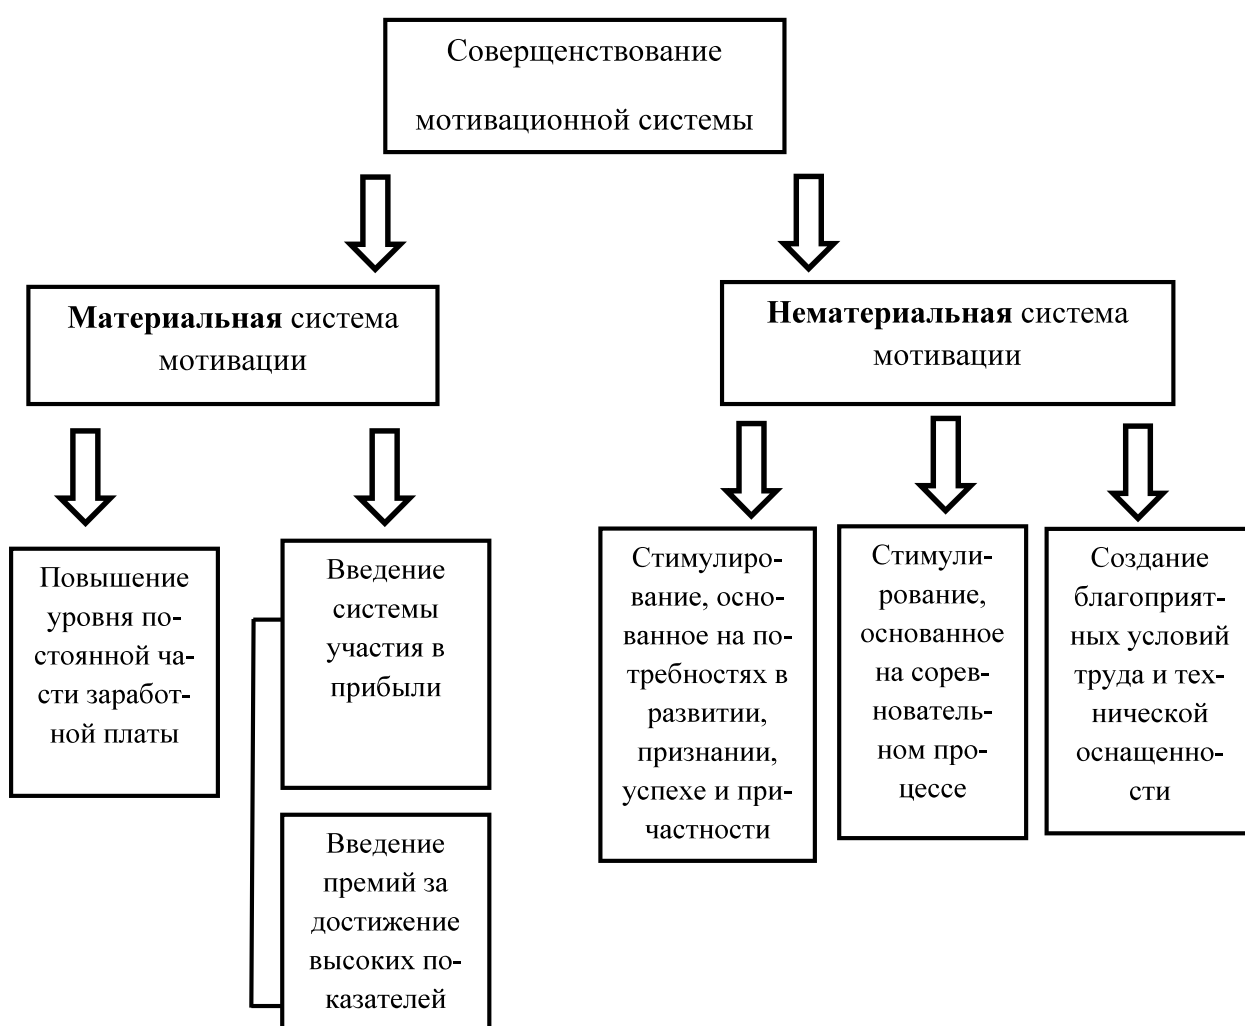 Соверщенствование
мотивационной системы
Материальная система
мотивации
Нематериальная система
мотивации
Повышение
уровня по-
стоянной ча-
сти заработ-
ной платы
Введение
системы
участия в
прибыли
Введение
премий за
достижение
высоких по-
казателей
Стимулиро-
вание, осно-
ванное на по-
требностях в
развитии,
признании,
успехе и при-
частности
Стимули-
рование,
основанное
на сорев-
нователь-
ном про-
цессе
Создание
благоприят-
ных условий
труда и тех-
нической
оснащенно-
сти